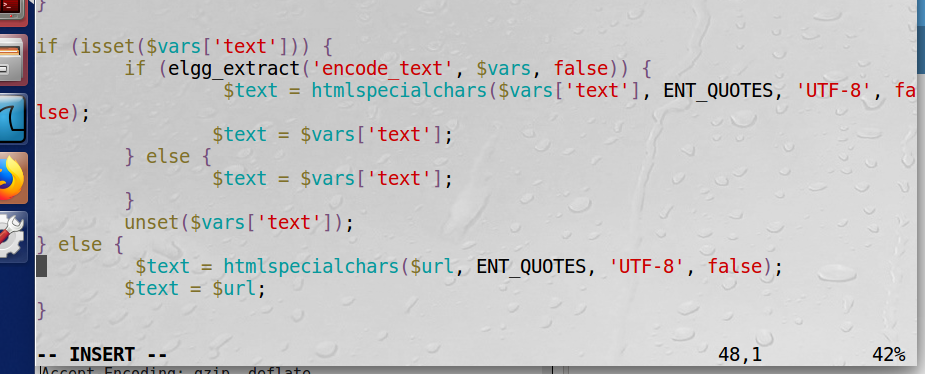 }
if (isset($vars['text'])) {
        if (elgg_extract('encode_text', $vars, false)) {
                 $text = htmlspecialchars($vars['text'], ENT_QUOTES, 'UTF-8', fa
lse);
                $text = $vars['text'];
        } else {
                $text = $vars['text'];
        }
        unset($vars['text']);
} else {
         $text = htmlspecialchars($url, ENT_QUOTES, 'UTF-8', false);
        $text = $url;
}
-- INSERT --                                                  48,1          42%
Accept Encoding: gzip, deflate